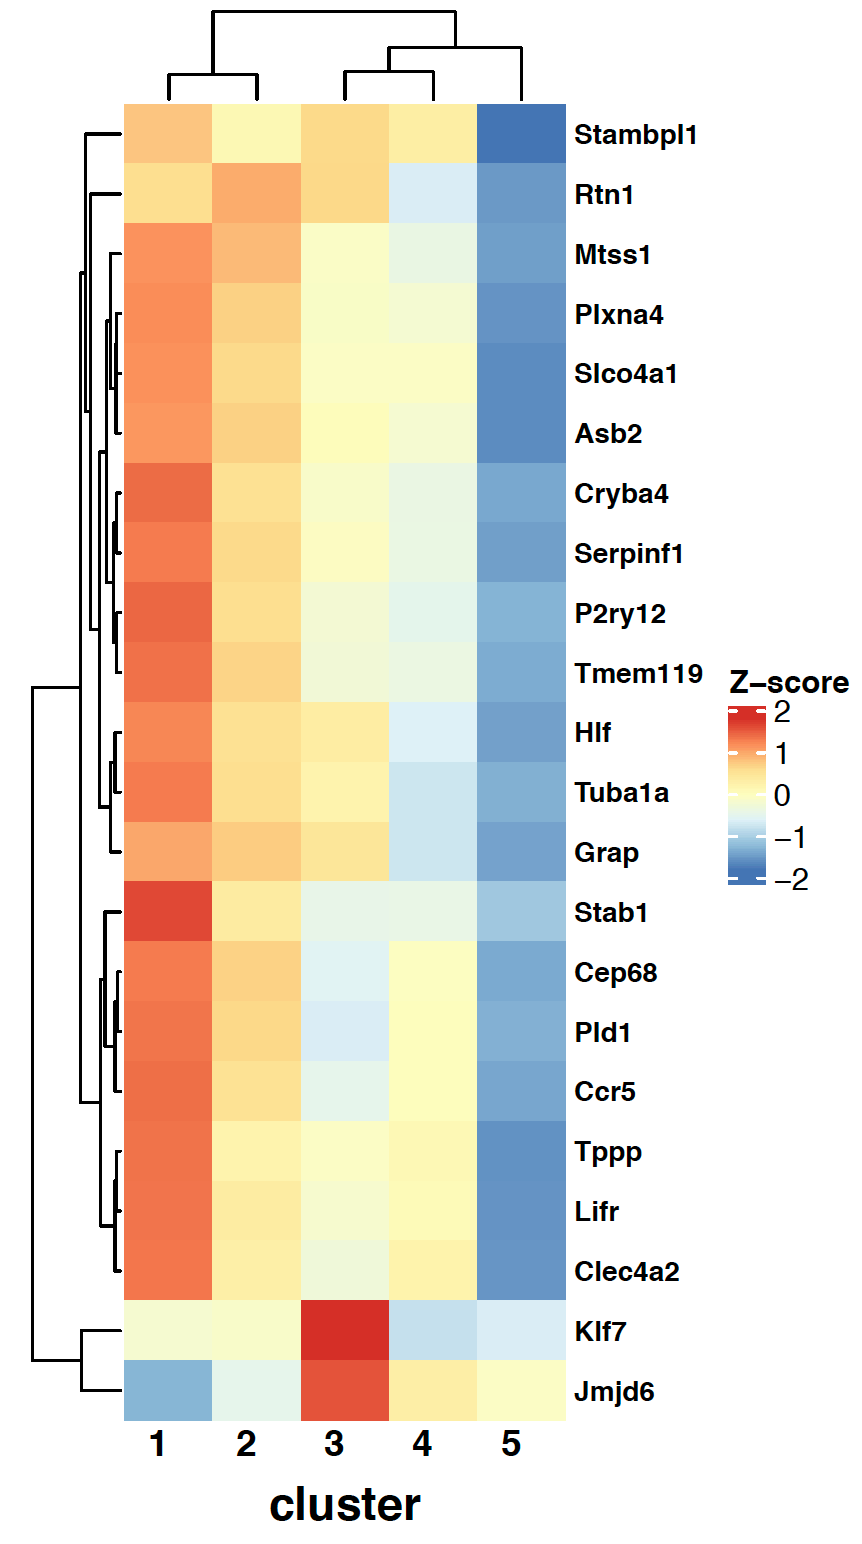 Stambpl1
Rtn1
Mtss1
Plxna4
Slco4a1
Asb2
Cryba4
Serpinf1
P2ry12
Tmem119
Hlf
Tuba1a
Grap
Stab1
Cep68
Pld1
Ccr5
Tppp
Lifr
Clec4a2
Klf7
Jmjd6
Z−score
2
1
0
−1
−2
1 2 3 4 5
cluster